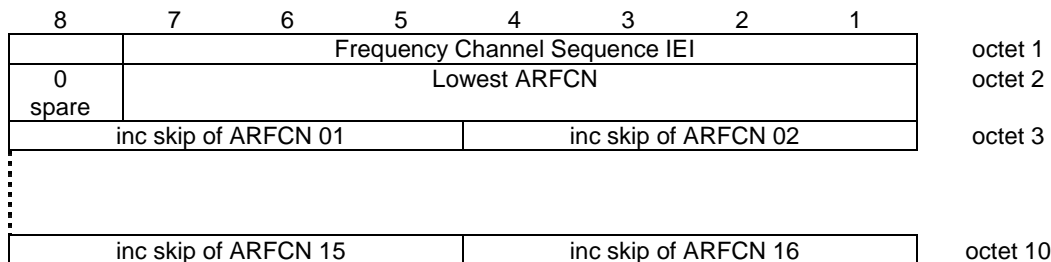 8 7 6 5 4 3 2 1
Frequency Channel Sequence IEI octet 1
0 Lowest ARFCN octet 2
spare
inc skip of ARFCN 01 inc skip of ARFCN 02 octet 3
inc skip of ARFCN 15 inc skip of ARFCN 16 octet 10